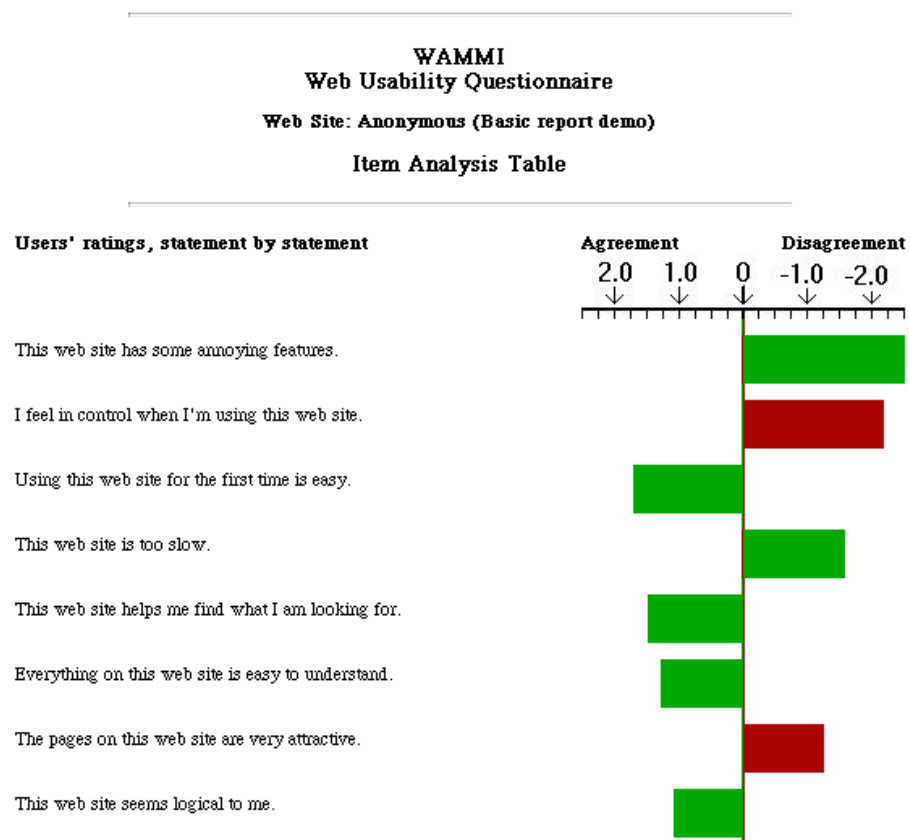 WAMMI
Web Usability Questionnaire
Web Site: Anonymous (Basic report demo)
Item Analysis Table
Users' ratings, statement by statement
Agreement Disagreement
2.0 1.0 0 -1.0 -2.0
This web site has some annoying features.
I feel in control when I'm using this web site.
Using this web site for the first time is easy.
This web site is too slow.
This web site helps me find what I am looking for.
Everything on this web site is easy to understand.
The pages on this web site are very attractive.
This web site seems logical to me.